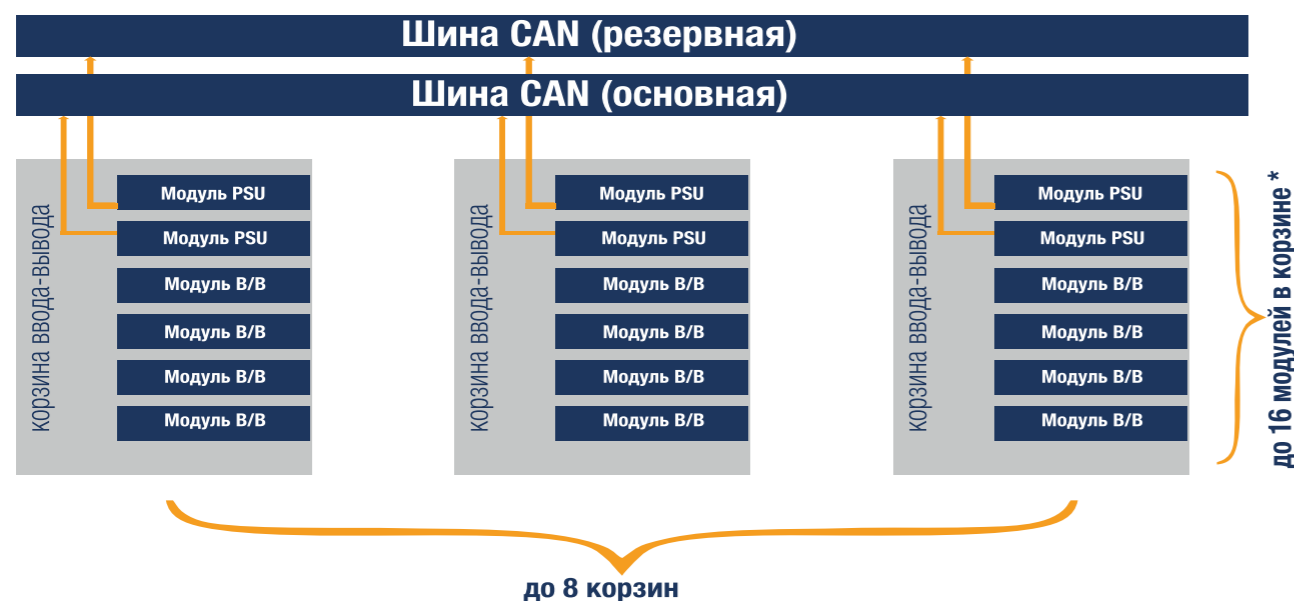 Шина CAN (резервная)
Шина CAN (основная)
корзина ввода-вывода
Модуль PSU
Модуль PSU
Модуль В/В
Модуль В/В
Модуль В/В
Модуль В/В
корзина ввода-вывода
Модуль PSU
Модуль PSU
Модуль В/В
Модуль В/В
Модуль В/В
Модуль В/В
корзина ввода-вывода
Модуль PSU
Модуль PSU
Модуль В/В
Модуль В/В
Модуль В/В
Модуль В/В
до 16 модулей в корзине *
до 8 корзин